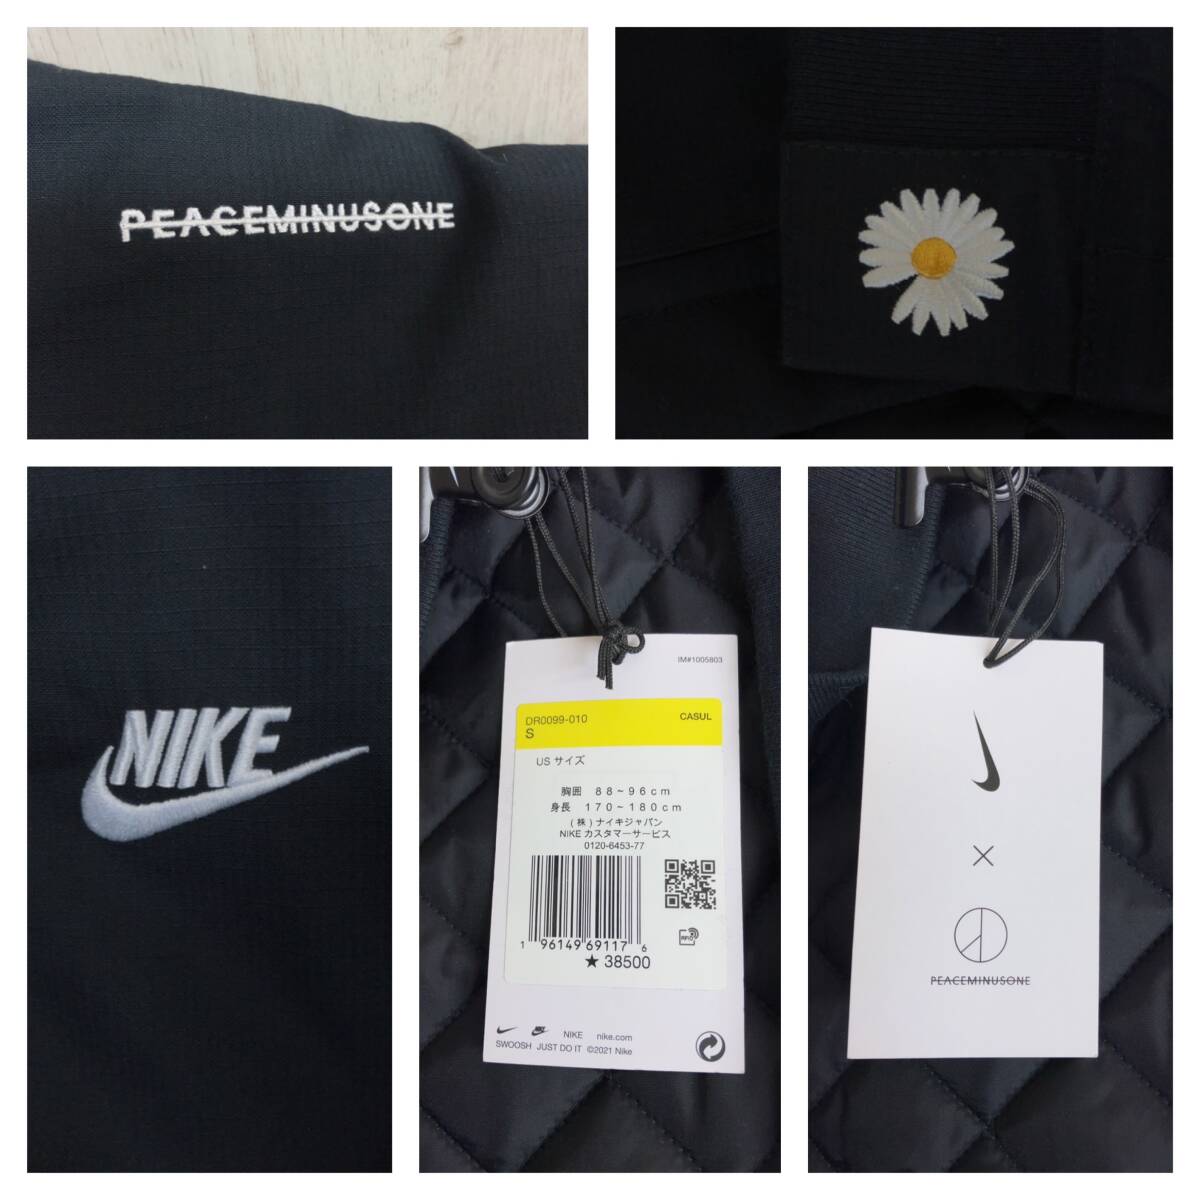 PEACEMINUSONE
NIKE
IM#1005803
DR0099-010 CASUL
S
US サイズ
胸囲 88~96cm
身長 170~180cm
(株)ナイキジャパン
NIKE カスタマーサービス
0120-6453-77
1 96149 69117 6
RFID
★ 38500
NIKE nike.com
SWOOSH JUST DO IT ©2021 Nike
×
PEACEMINUSONE